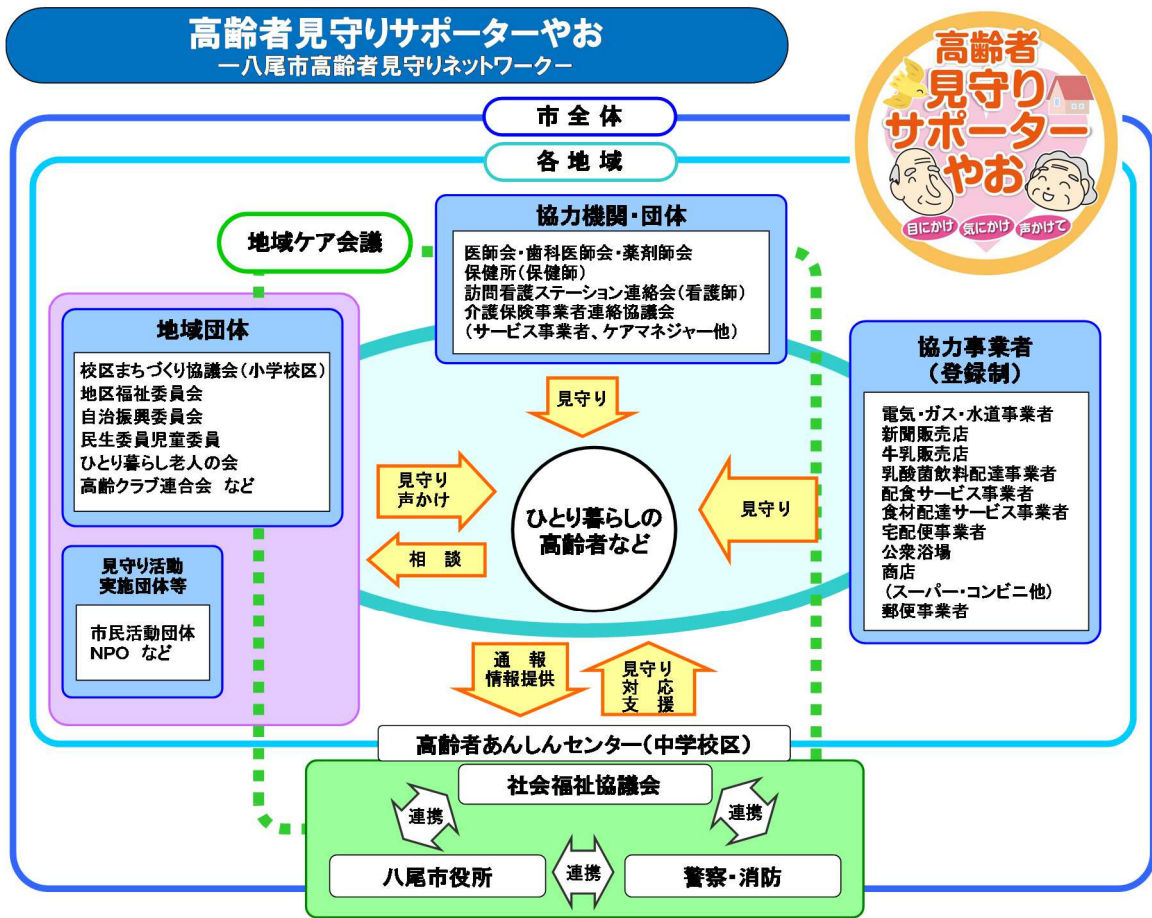 高齢者見守りサポーターやお
－八尾市高齢者見守りネットワーク－
高齢者
見守り
サポーター
やお
目にかけ 気にかけ 声かけて
市全体
各地域
地域ケア会議
協力機関・団体
医師会・歯科医師会・薬剤師会
保健所（保健師）
訪問看護ステーション連絡会（看護師）
介護保険事業者連絡協議会
（サービス事業者、ケアマネジャー他）
地域団体
校区まちづくり協議会（小学校区）
地区福祉委員会
自治振興委員会
民生委員児童委員
ひとり暮らし老人の会
高齢クラブ連合会 など
見守り活動
実施団体等
市民活動団体
NPO など
協力事業者
（登録制）
電気・ガス・水道事業者
新聞販売店
牛乳販売店
乳酸菌飲料配達事業者
配食サービス事業者
食材配達サービス事業者
宅配便事業者
公衆浴場
商店
（スーパー・コンビニ他）
郵便事業者
見守り
見守り
声かけ
相 談
ひとり暮らしの
高齢者など
見守り
通 報
情報提供
見守り
対 応
支 援
高齢者あんしんセンター（中学校区）
社会福祉協議会
連携
連携
八尾市役所
連携
警察・消防